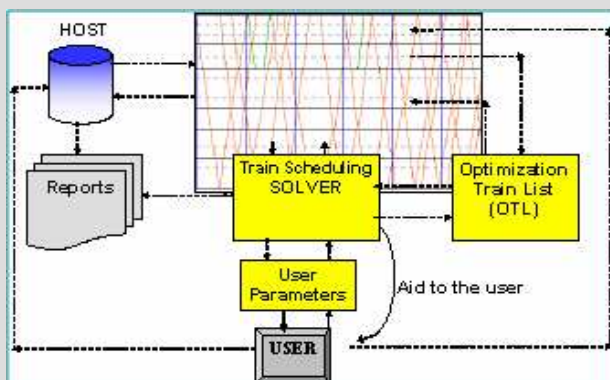 HOST
Reports
Train Scheduling
SOLVER
Optimization
Train List
(OTL)
User
Parameters
Aid to the user
USER